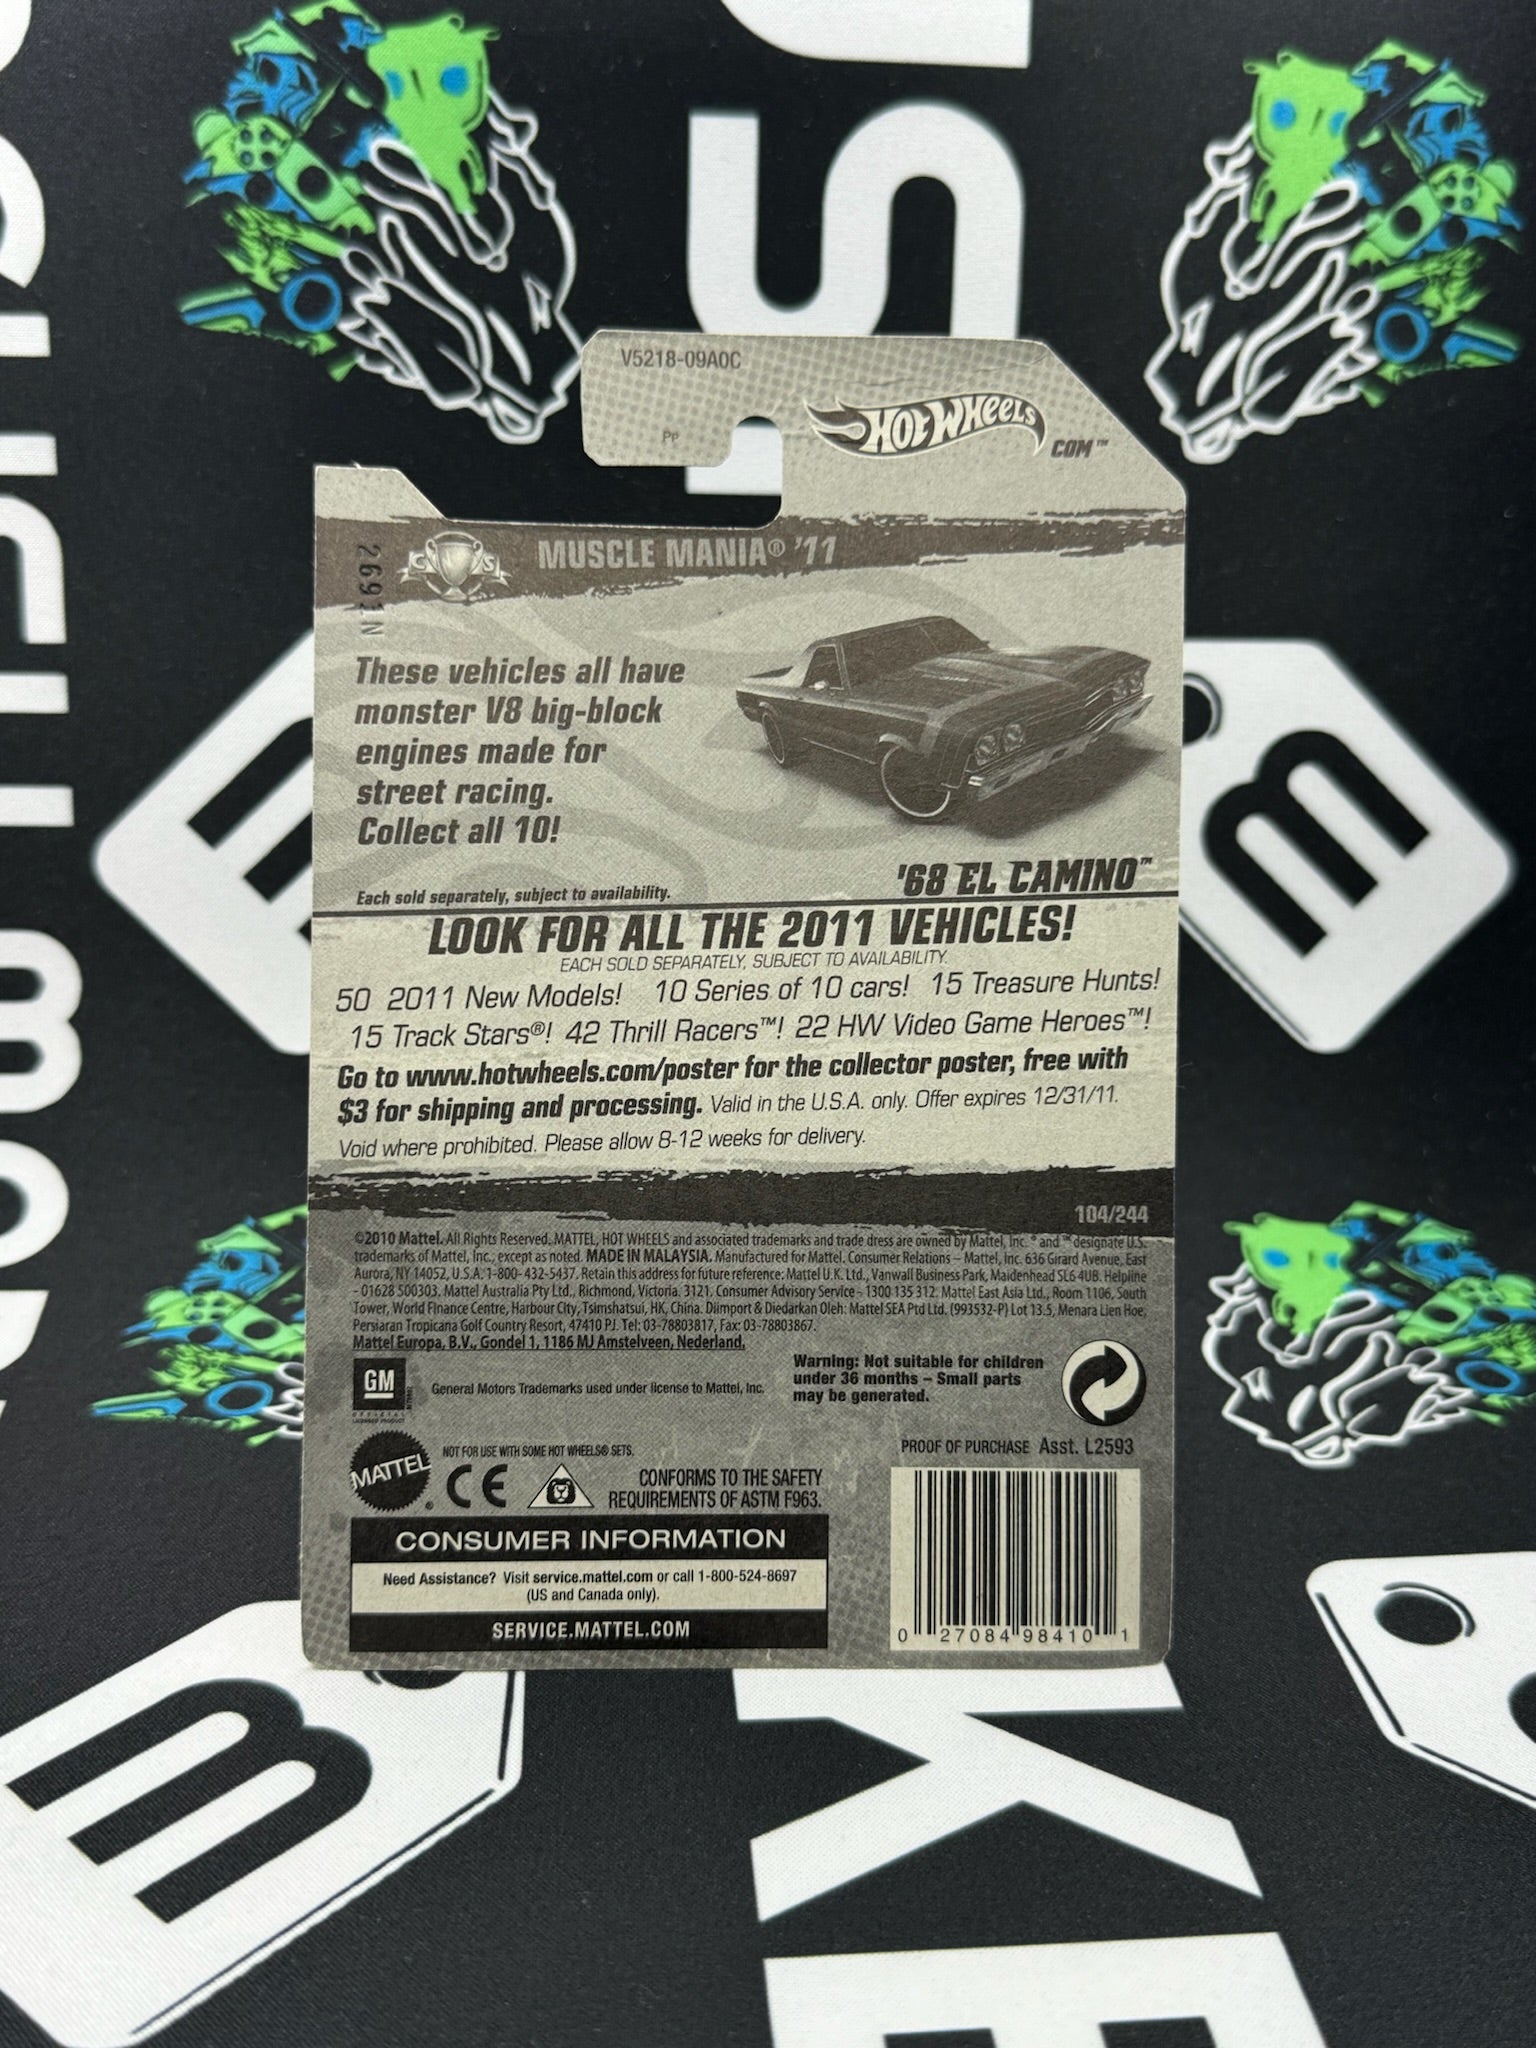 V5218-09A0C
Pp
HOT WHEELS
COM™
2691N
MUSCLE MANIA® '11
These vehicles all have
monster V8 big-block
engines made for
street racing.
Collect all 10!
'68 EL CAMINO™
Each sold separately, subject to availability.
LOOK FOR ALL THE 2011 VEHICLES!
EACH SOLD SEPARATELY, SUBJECT TO AVAILABILITY.
50 2011 New Models! 10 Series of 10 cars! 15 Treasure Hunts!
15 Track Stars®! 42 Thrill Racers™! 22 HW Video Game Heroes™!
Go to www.hotwheels.com/poster for the collector poster, free with
$3 for shipping and processing. Valid in the U.S.A. only. Offer expires 12/31/11.
Void where prohibited. Please allow 8-12 weeks for delivery.
104/244
©2010 Mattel. All Rights Reserved. MATTEL, HOT WHEELS and associated trademarks and trade dress are owned by Mattel, Inc. ® and ™ designate U.S.
trademarks of Mattel, Inc., except as noted. MADE IN MALAYSIA. Manufactured for Mattel. Consumer Relations – Mattel, Inc. 636 Girard Avenue, East
Aurora, NY 14052, U.S.A. 1-800-432-5437. Retain this address for future reference: Mattel U.K. Ltd., Vanwall Business Park, Maidenhead SL6 4UB. Helpline
- 01628 500303. Mattel Australia Pty Ltd., Richmond, Victoria. 3121. Consumer Advisory Service - 1300 135 312. Mattel East Asia Ltd., Room 1106, South
Tower, World Finance Centre, Harbour City, Tsimshatsui, HK, China. Diimport & Diedarkan Oleh: Mattel SEA Ptd Ltd. (993532-P) Lot 13.5, Menara Lien Hoe,
Persiaran Tropicana Golf Country Resort, 47410 PJ. Tel: 03-78803817, Fax: 03-78803867.
Mattel Europa, B.V., Gondel 1, 1186 MJ Amstelveen, Nederland.
GM
OFFICIAL
LICENSED PRODUCT
General Motors Trademarks used under license to Mattel, Inc.
Warning: Not suitable for children
under 36 months – Small parts
may be generated.
MATTEL®
NOT FOR USE WITH SOME HOT WHEELS® SETS.
CE
CONFORMS TO THE SAFETY
REQUIREMENTS OF ASTM F963.
PROOF OF PURCHASE Asst. L2593
CONSUMER INFORMATION
Need Assistance? Visit service.mattel.com or call 1-800-524-8697
(US and Canada only).
SERVICE.MATTEL.COM
0 27084 98410 1